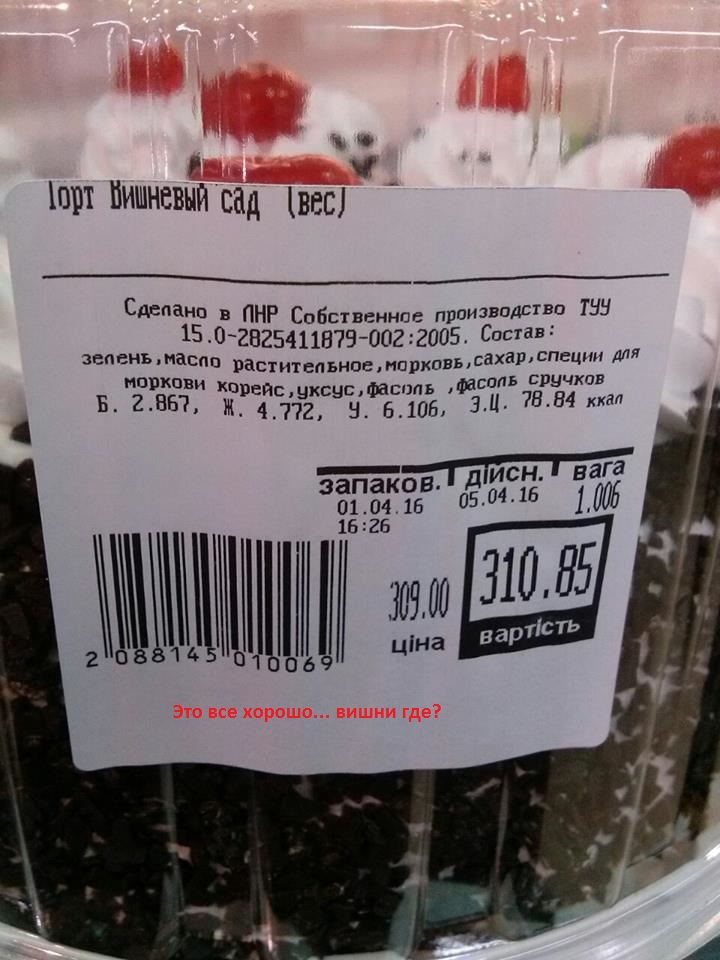 Торт Вишневый сад (вес)
Сделано в ЛНР Собственное производство ТУУ
15.0-2825411879-002:2005. Состав:
зелень,масло растительное,морковь,сахар,специи для
моркови корейс,уксус,фасоль ,фасоль сручков
Б. 2.867, Ж. 4.772, У. 6.106, Э.Ц. 78.84 ккал
запаков. дійсн. вага
01.04.16 05.04.16 1.006
16:26
309.00 310.85
ціна вартість
2 088145 010069
Это все хорошо... вишни где?